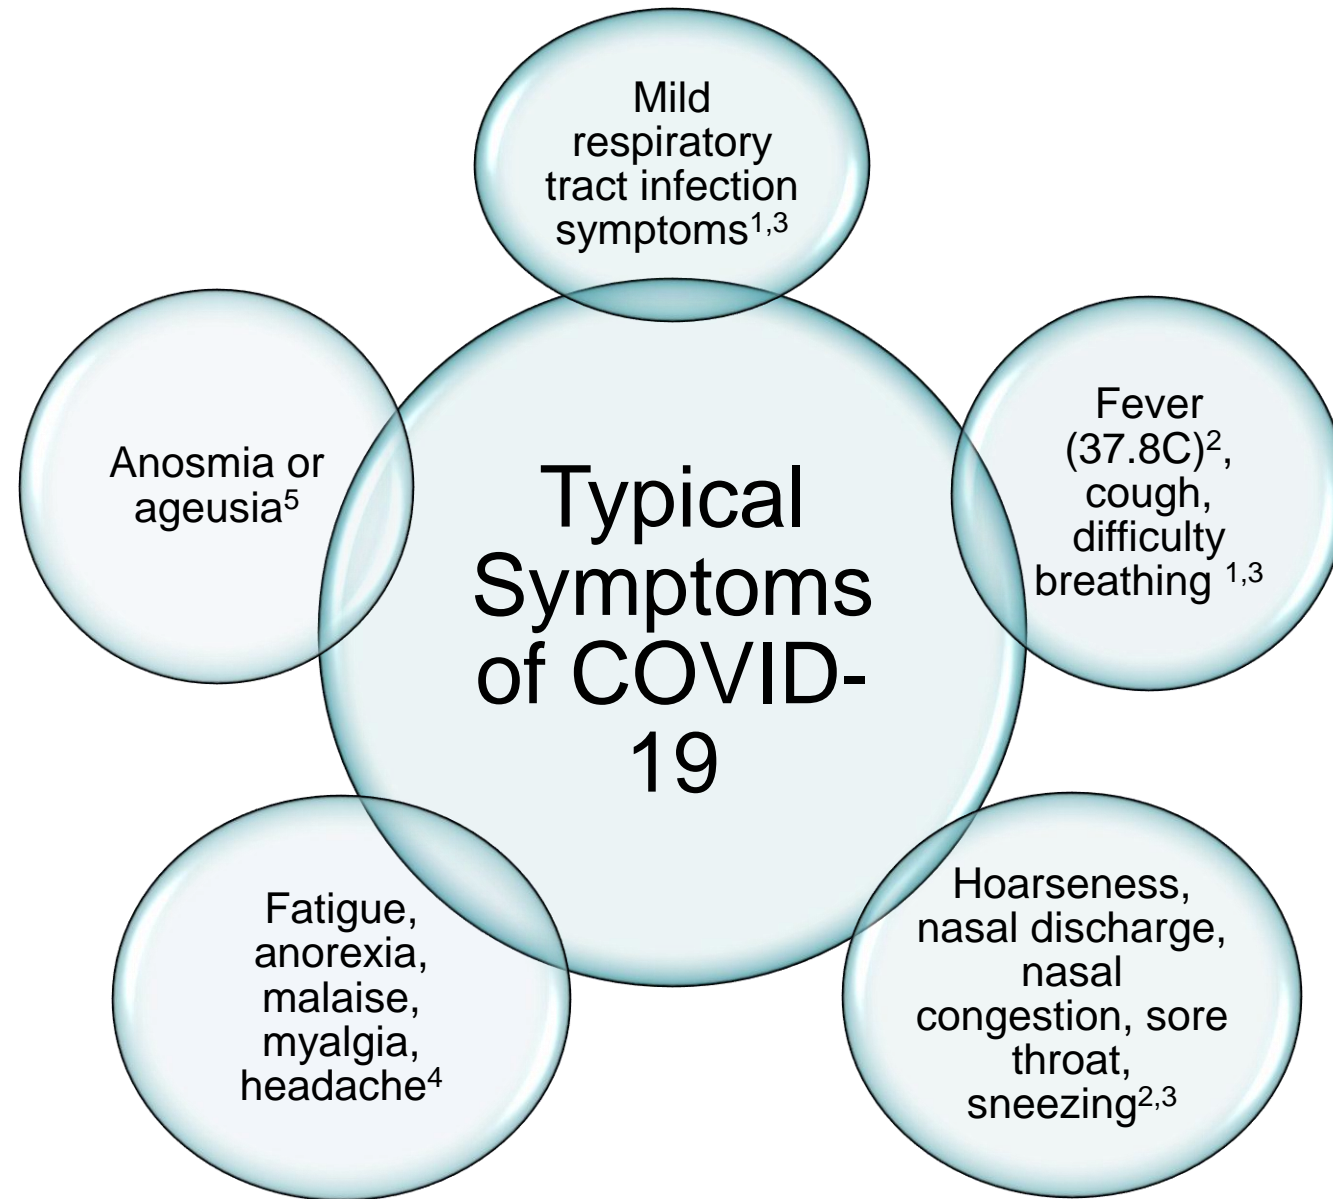 Mild
respiratory
tract infection
symptoms1,3
Fever
(37.8C)2,
cough,
difficulty
breathing 1,3
Hoarseness,
nasal discharge,
nasal
congestion, sore
throat,
sneezing2,3
Fatigue,
anorexia,
malaise,
myalgia,
headache4
Anosmia or
ageusia5
Typical
Symptoms
of COVID-
19